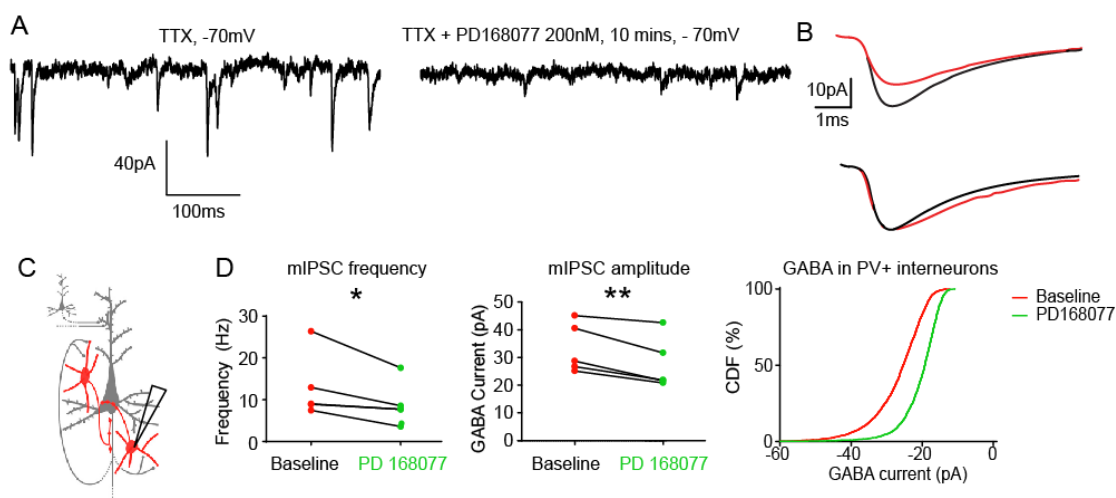 A
TTX, -70mV
TTX + PD168077 200nM, 10 mins, - 70mV
40pA
100ms
B
10pA
1ms
C
D
mIPSC frequency
*
Frequency (Hz)
30
20
10
0
Baseline
PD 168077
mIPSC amplitude
**
GABA Current (pA)
50
40
30
20
10
0
Baseline
PD 168077
GABA in PV+ interneurons
CDF (%)
100
50
0
-60
-40
-20
0
GABA current (pA)
Baseline
PD168077